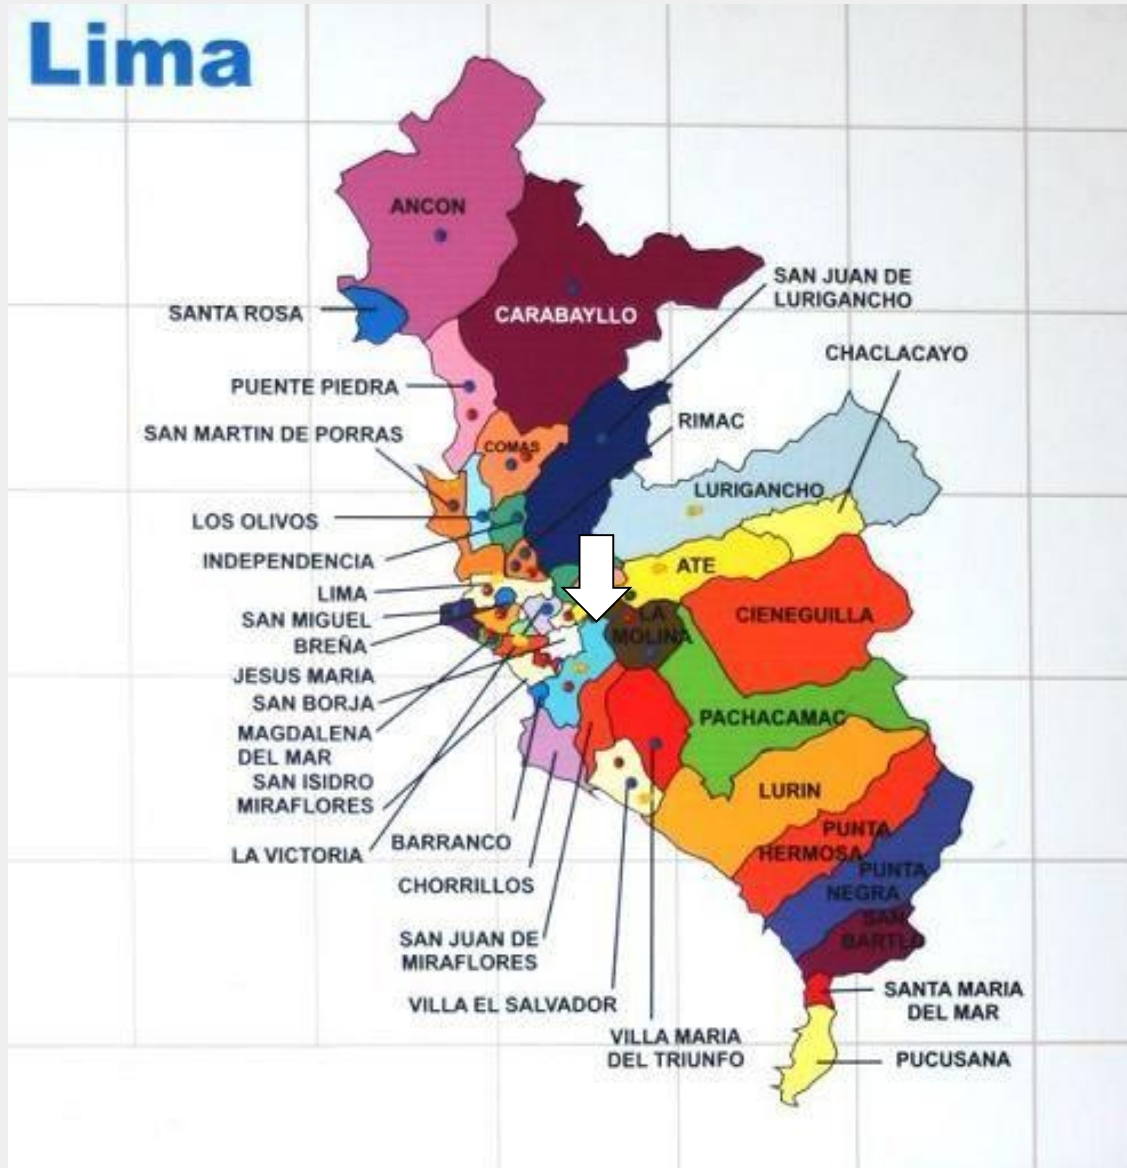 Lima
ANCON
SANTA ROSA
CARABAYLLO
SAN JUAN DE
LURIGANCHO
CHACLACAYO
PUENTE PIEDRA
SAN MARTIN DE PORRAS
COMAS
RIMAC
LURIGANCHO
LOS OLIVOS
INDEPENDENCIA
ATE
LIMA
SAN MIGUEL
BREÑA
LA
MOLINA
CIENEGUILLA
JESUS MARIA
SAN BORJA
MAGDALENA
DEL MAR
SAN ISIDRO
MIRAFLORES
PACHACAMAC
LURIN
LA VICTORIA
BARRANCO
CHORRILLOS
PUNTA
HERMOSA
PUNTA
NEGRA
SAN
BARTLO
SAN JUAN DE
MIRAFLORES
VILLA EL SALVADOR
VILLA MARIA
DEL TRIUNFO
SANTA MARIA
DEL MAR
PUCUSANA